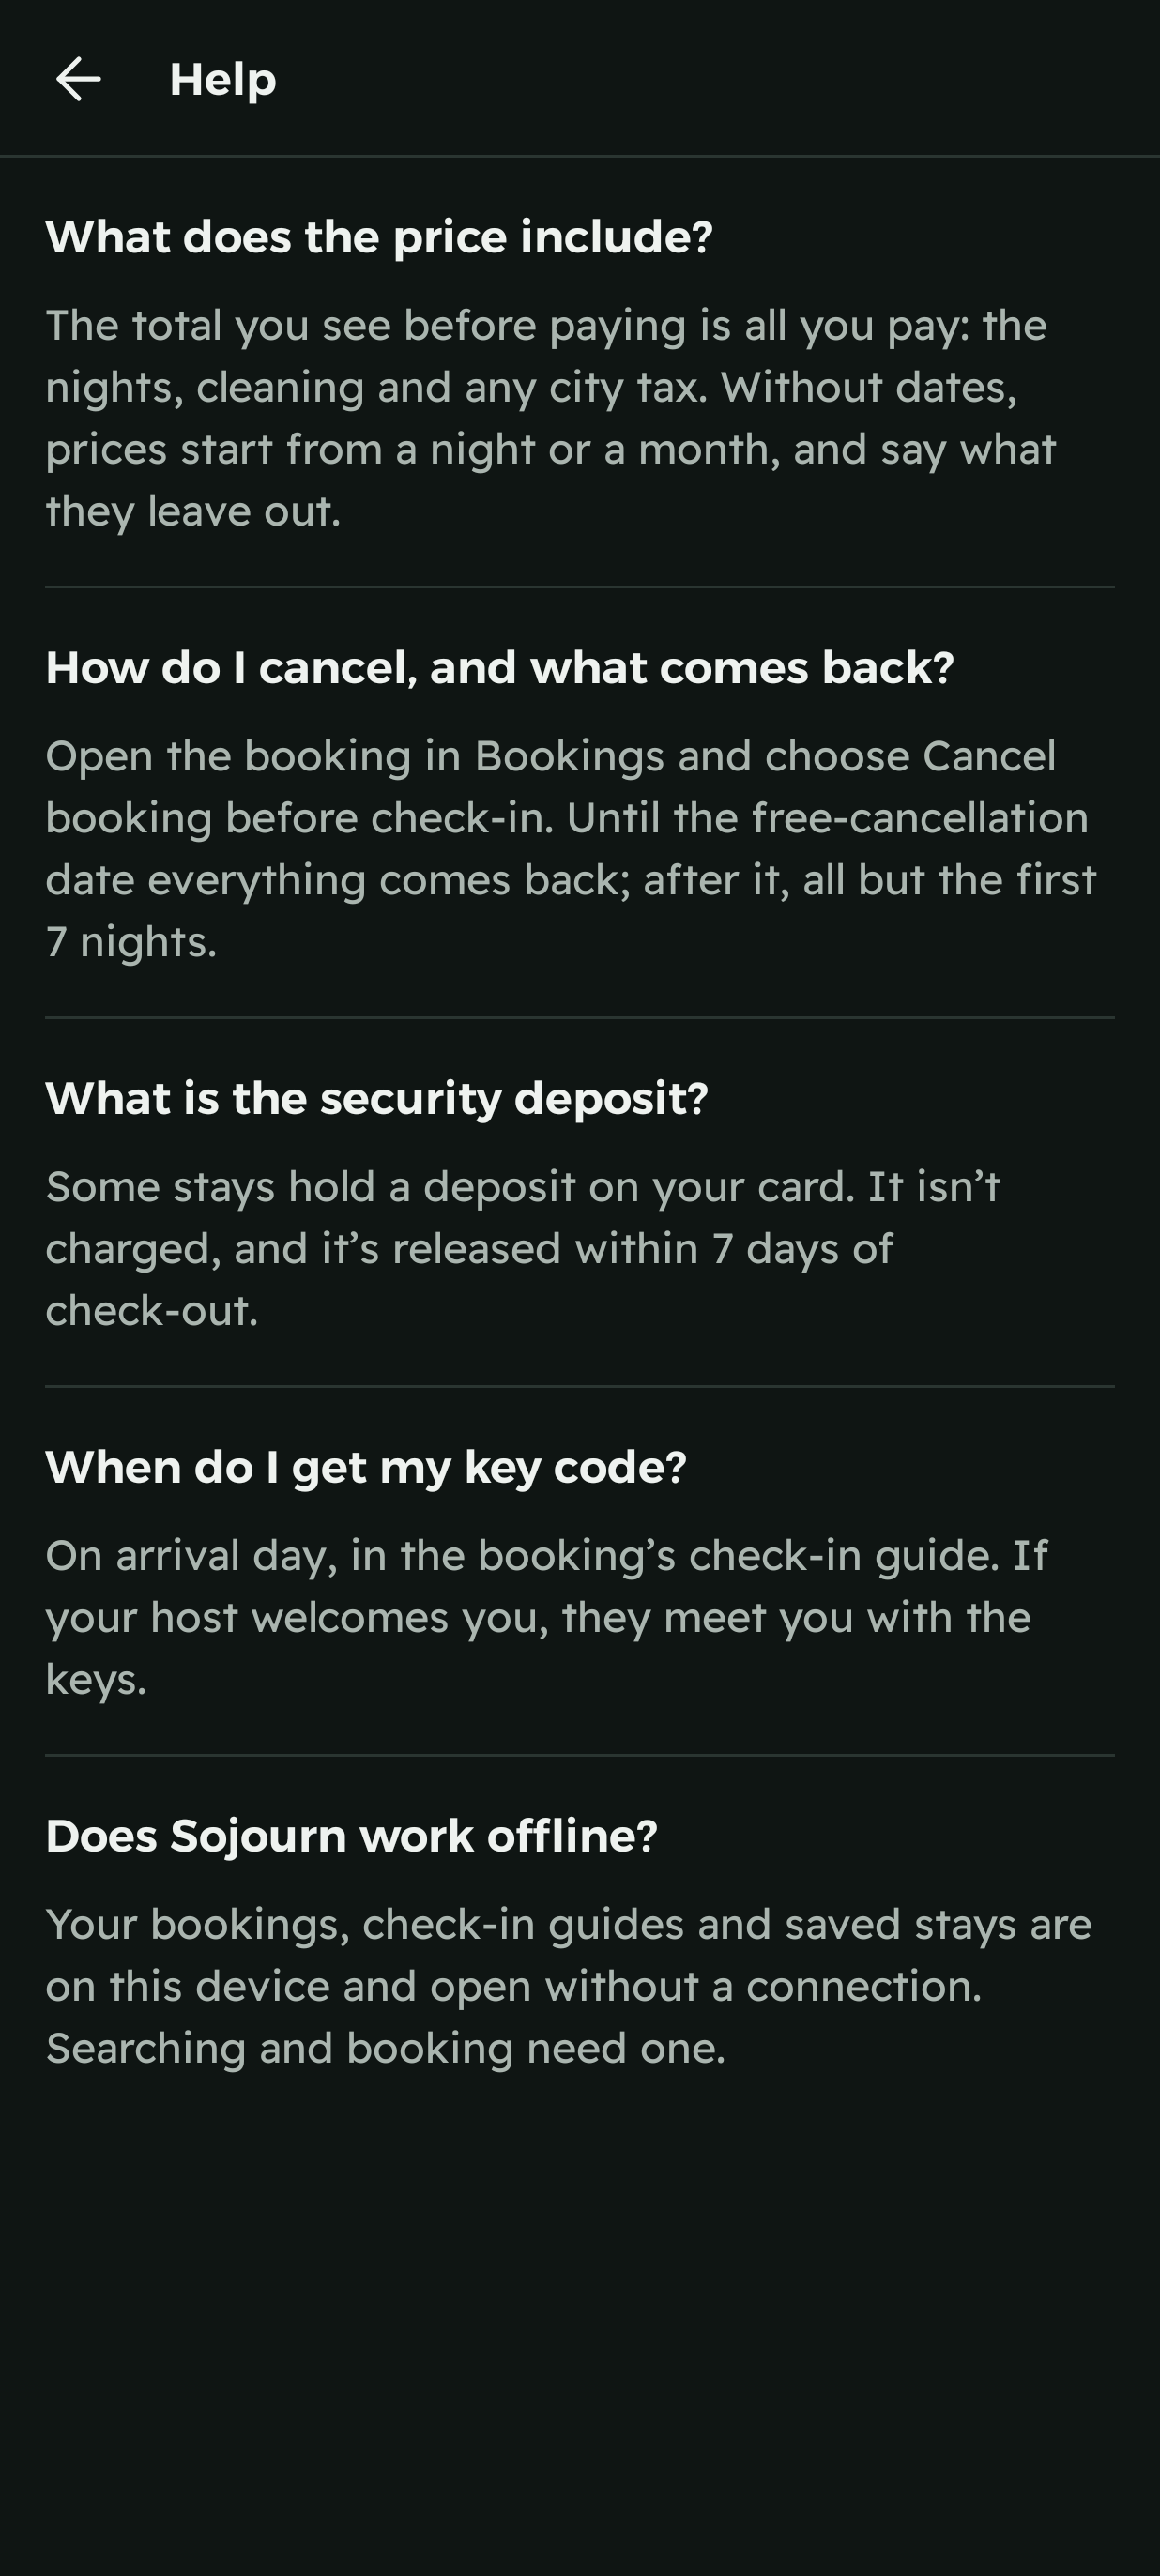 Help
What does the price include?
The total you see before paying is all you pay: the
nights, cleaning and any city tax. Without dates,
prices start from a night or a month, and say what
they leave out.
How do I cancel, and what comes back?
Open the booking in Bookings and choose Cancel
booking before check-in. Until the free-cancellation
date everything comes back; after it, all but the first
7 nights.
What is the security deposit?
Some stays hold a deposit on your card. It isn’t
charged, and it’s released within 7 days of
check-out.
When do I get my key code?
On arrival day, in the booking’s check-in guide. If
your host welcomes you, they meet you with the
keys.
Does Sojourn work offline?
Your bookings, check-in guides and saved stays are
on this device and open without a connection.
Searching and booking need one.